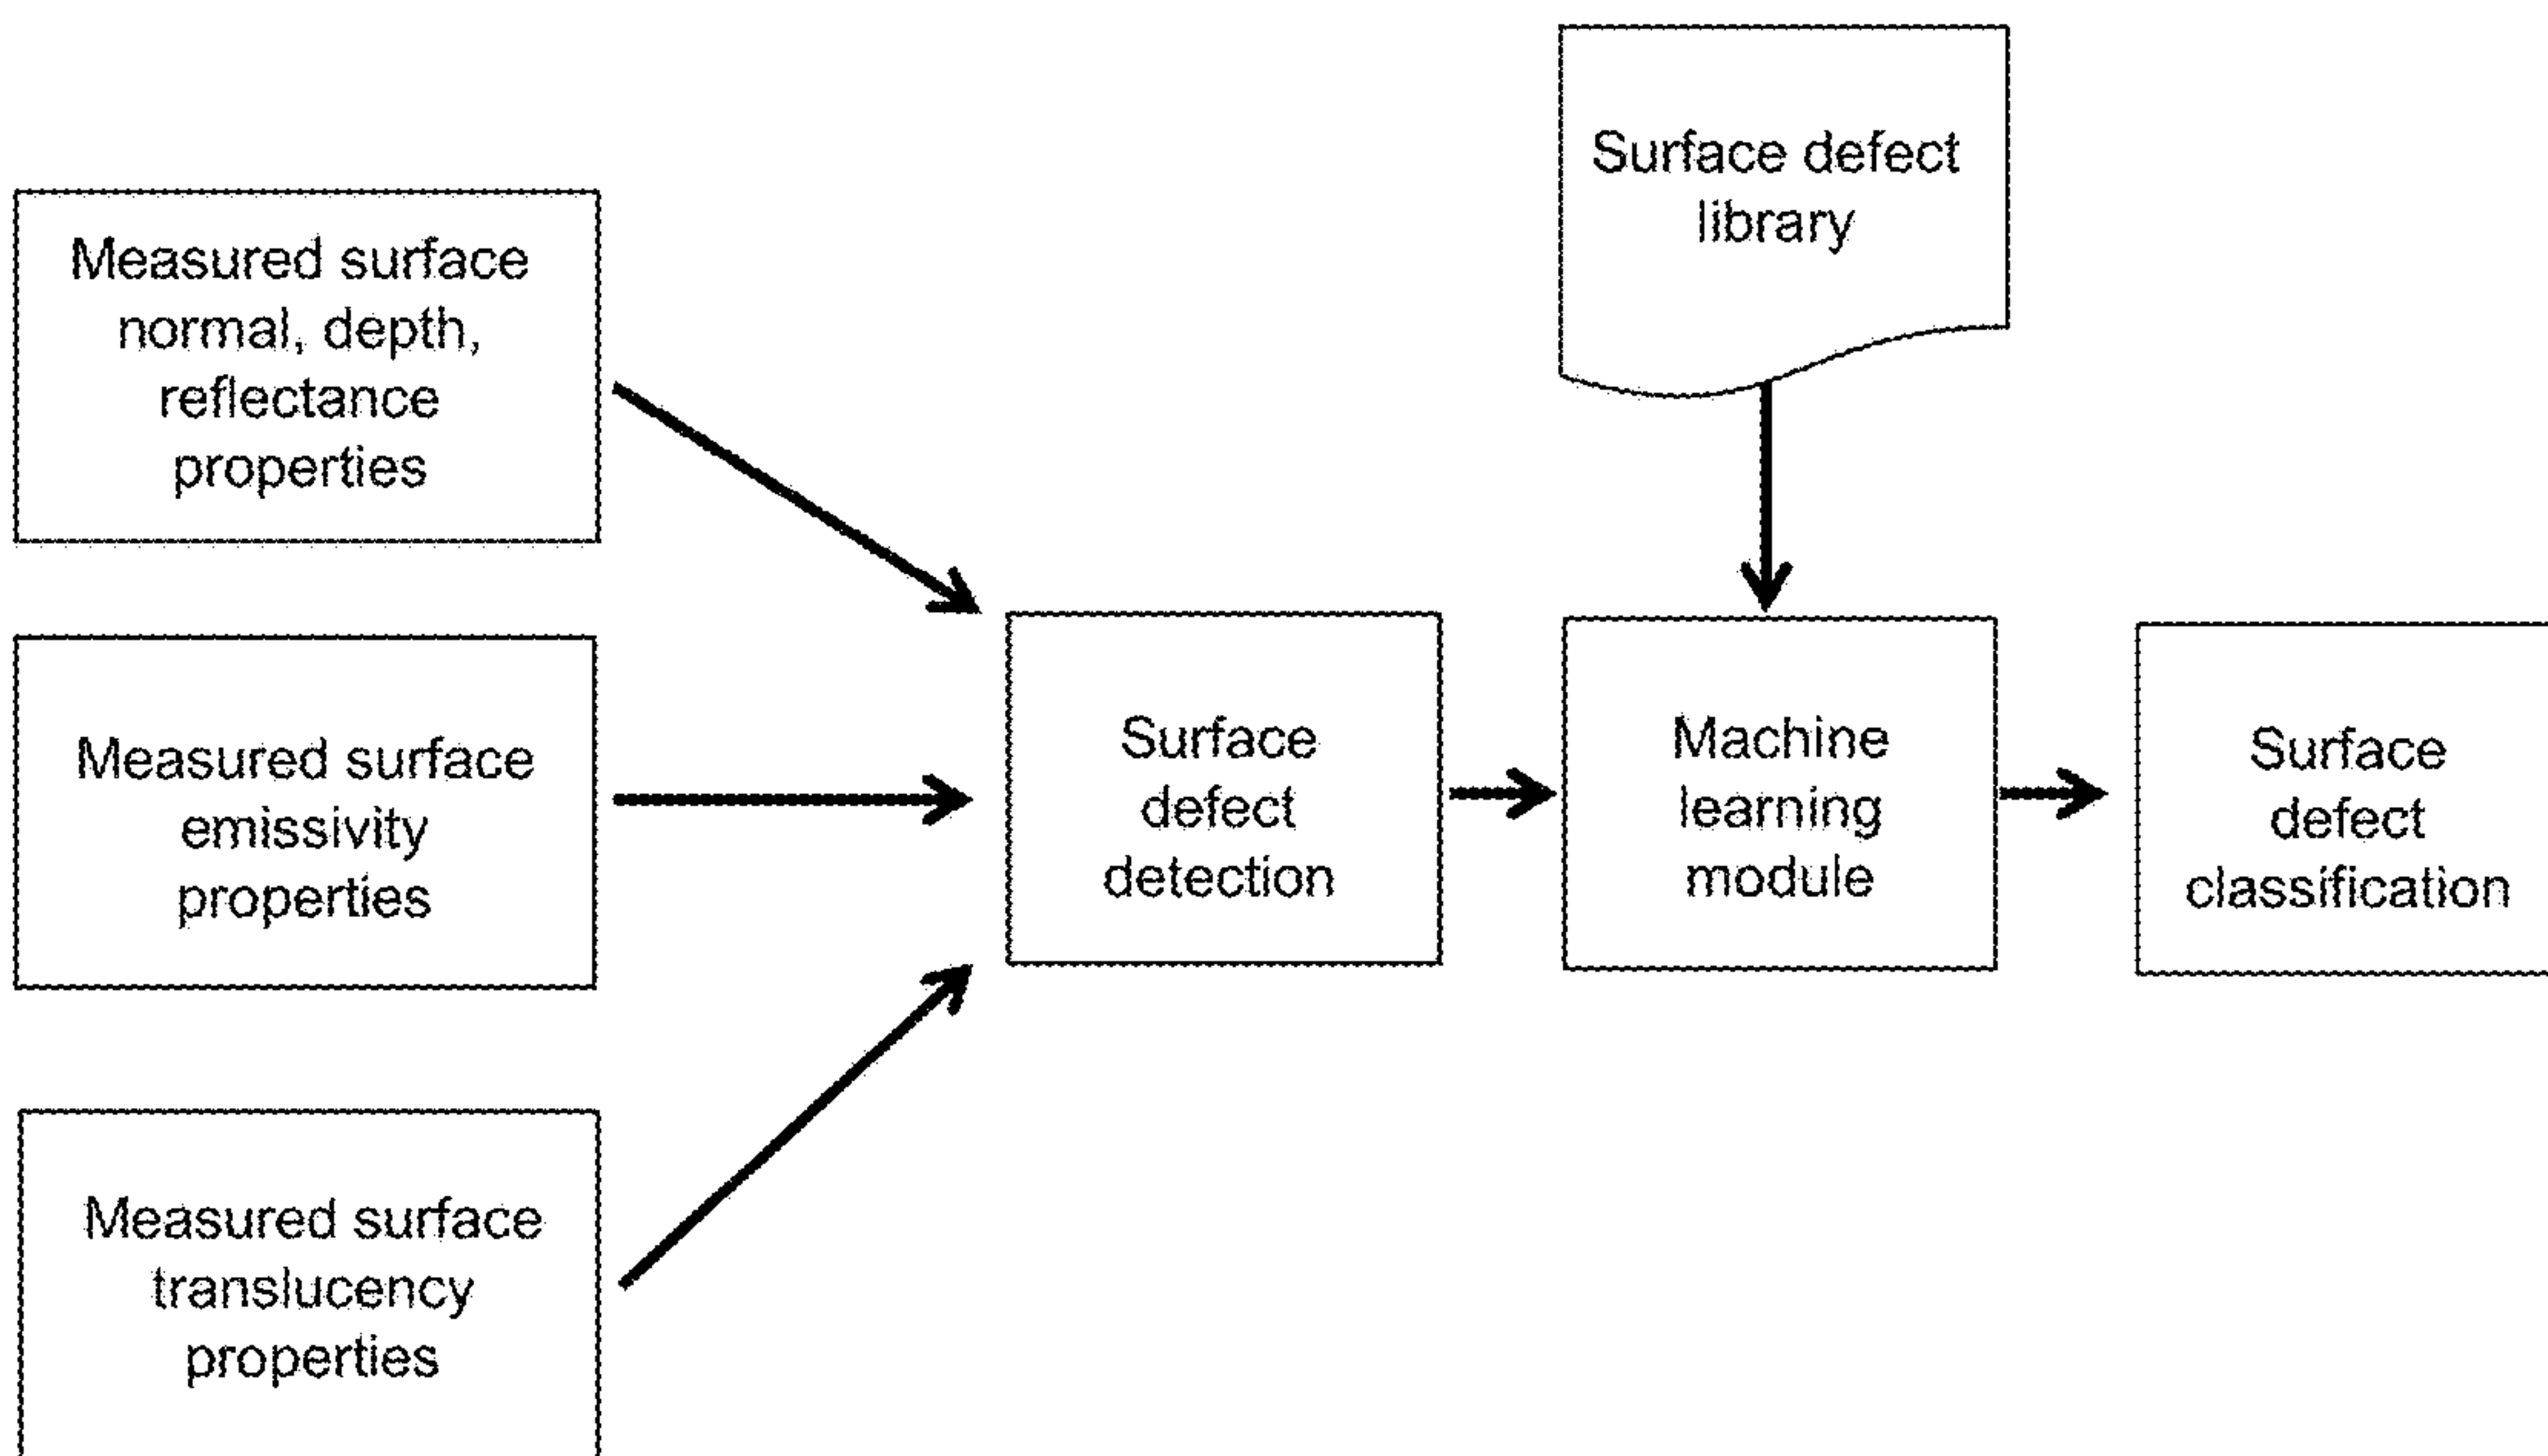 Surface defect
library
Measured surface
normal, depth,
reflectance
properties
Measured surface
emissivity
properties
Measured surface
translucency
properties
Surface
defect
detection
Machine
learning
module
Surface
defect
classification